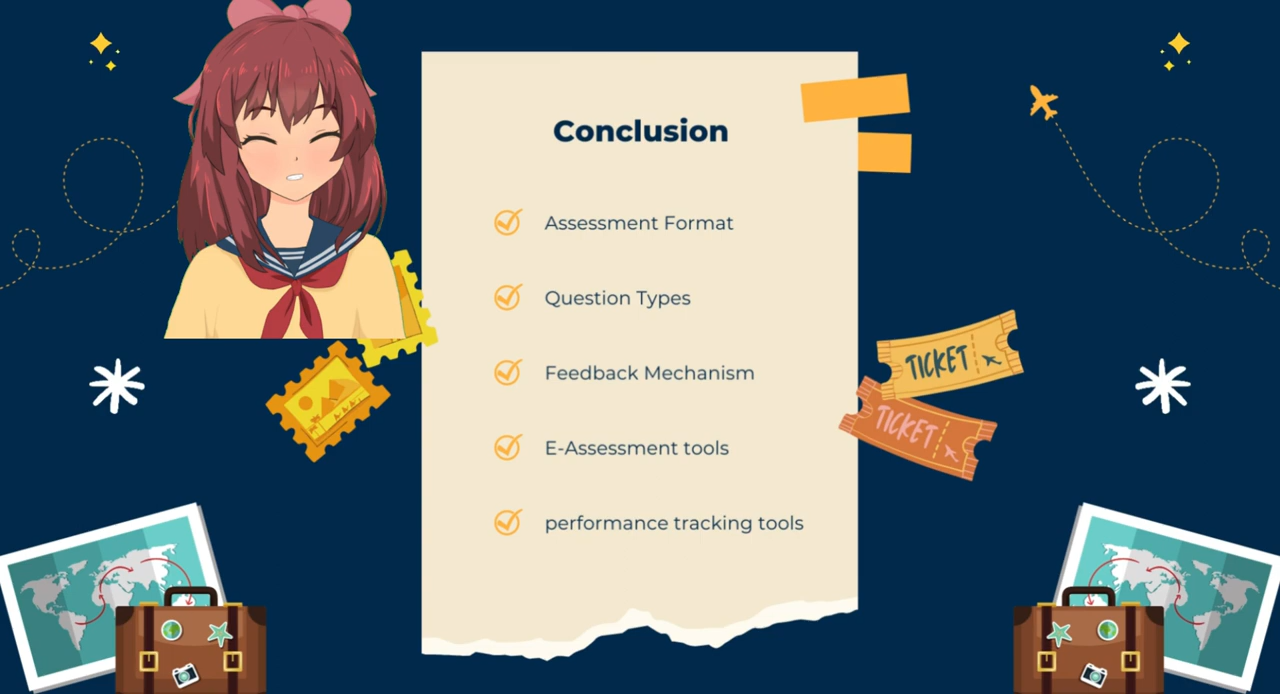 Conclusion
Assessment Format
Question Types
Feedback Mechanism
E-Assessment tools
performance tracking tools
TICKET
TICKET